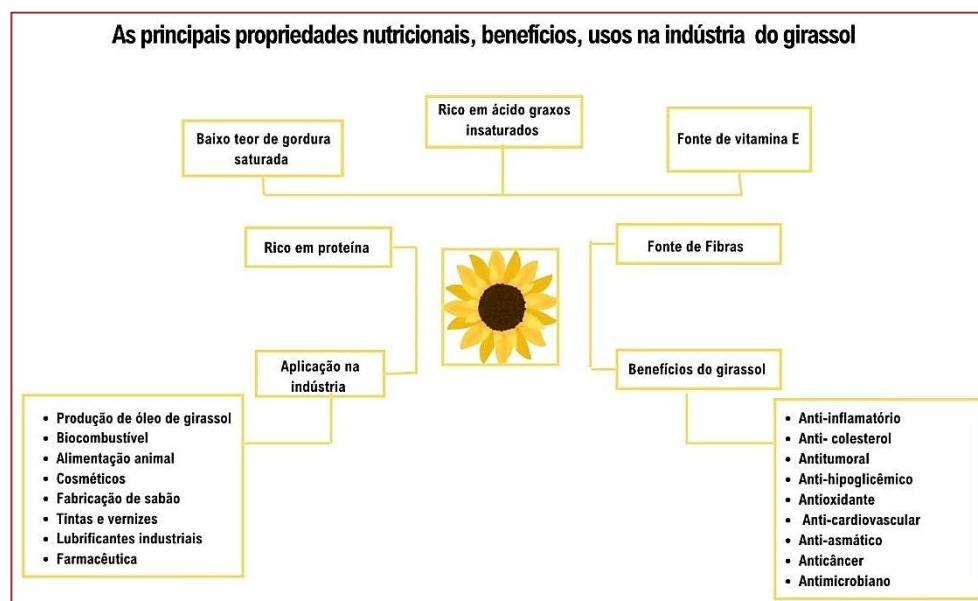 As principais propriedades nutricionais, benefícios, usos na indústria do girassol
Rico em ácido graxos
insaturados
Baixo teor de gordura
saturada
Fonte de vitamina E
Rico em proteína
Fonte de Fibras
Aplicação na
indústria
Benefícios do girassol
• Produção de óleo de girassol
• Biocombustível
• Alimentação animal
• Cosméticos
• Fabricação de sabão
• Tintas e vernizes
• Lubrificantes industriais
• Farmacêutica
• Anti-inflamatório
• Anti- colesterol
• Antitumoral
• Anti-hipoglicêmico
• Antioxidante
• Anti-cardiovascular
• Anti-asmático
• Anticâncer
• Antimicrobiano